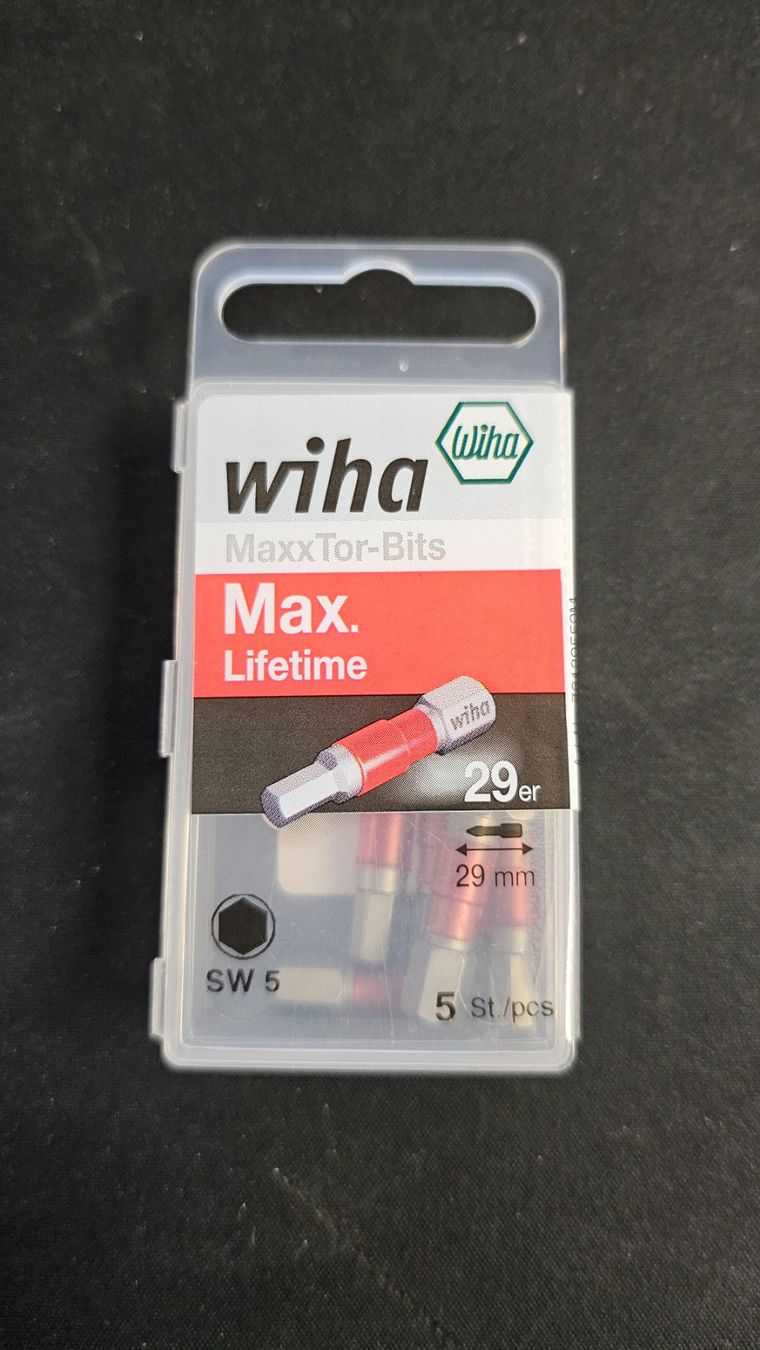 wiha
Wiha
MaxxTor-Bits
Max.
Lifetime
wiha
29er
29 mm
SW 5
5 St./pcs